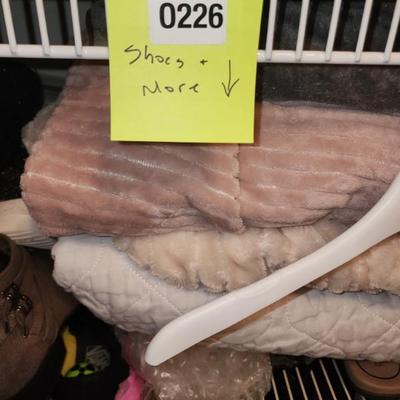 0226
Shoes +
More ↓